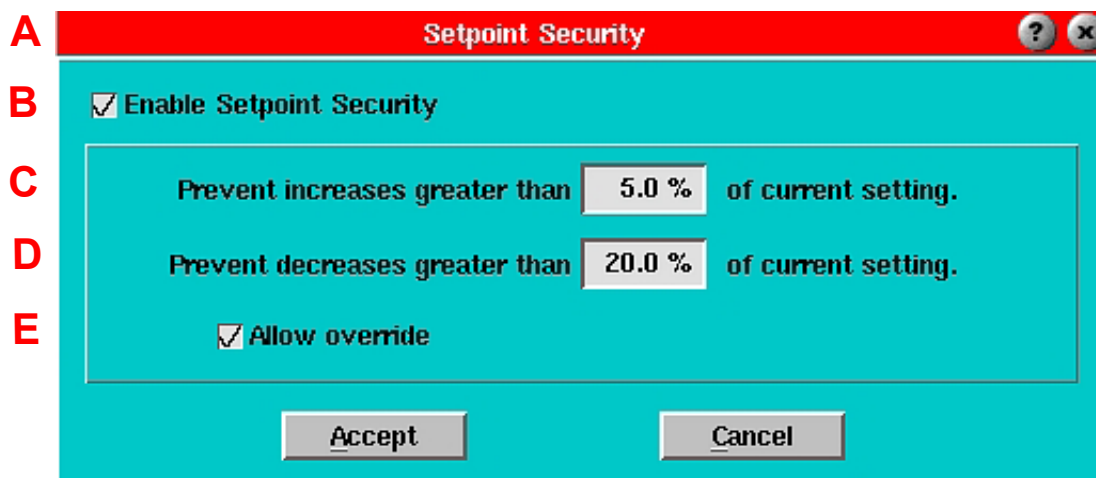 A Setpoint Security ? x
B Enable Setpoint Security
C Prevent increases greater than 5.0 % of current setting.
D Prevent decreases greater than 20.0 % of current setting.
E Allow override
Accept Cancel